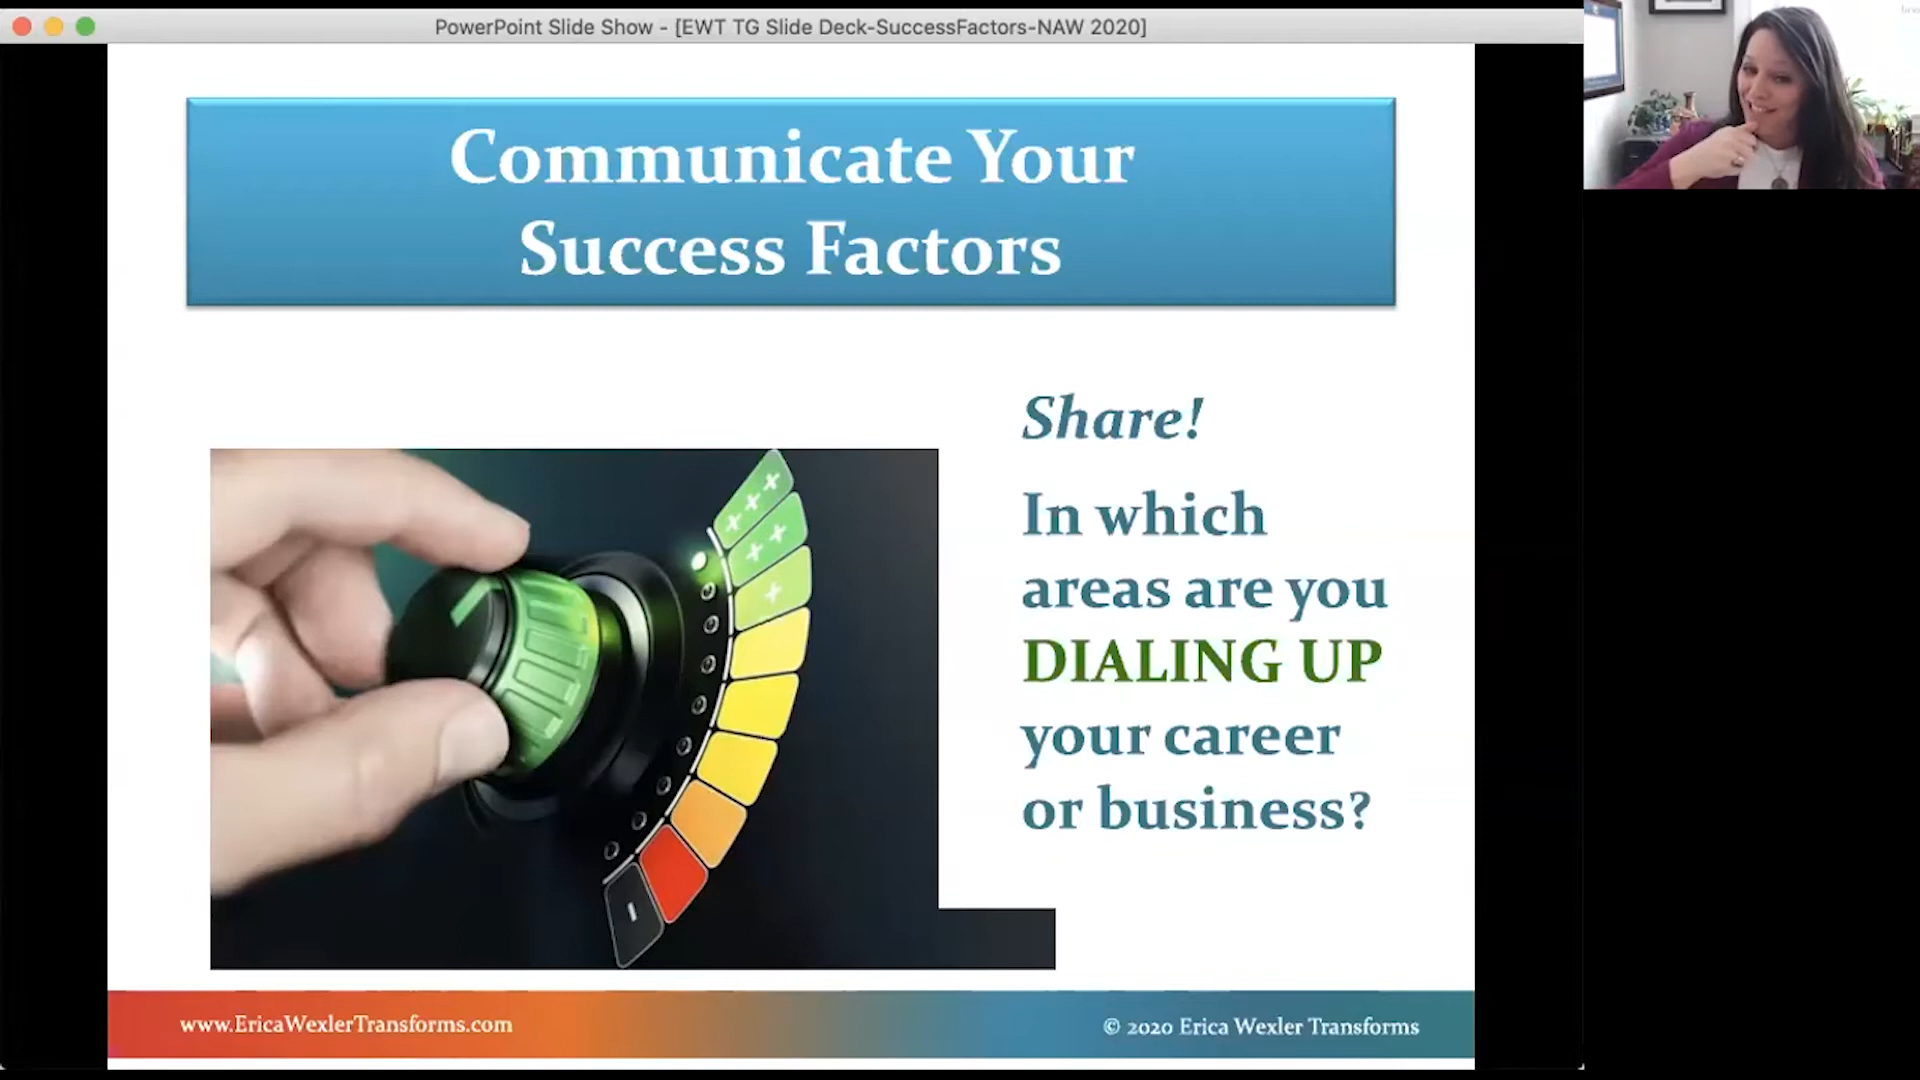 PowerPoint Slide Show - [EWT TG Slide Deck-SuccessFactors-NAW 2020]
Communicate Your
Success Factors
Share!
In which
areas are you
DIALING UP
your career
or business?
+++
++
+
-
www.EricaWexlerTransforms.com
© 2020 Erica Wexler Transforms